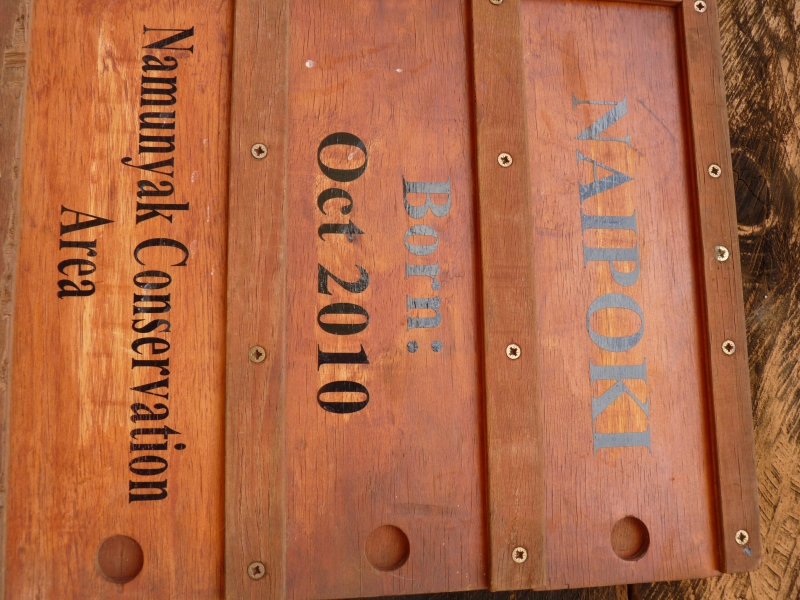 NAIPOKI
Born:
Oct 2010
Namunyak Conservation
Area